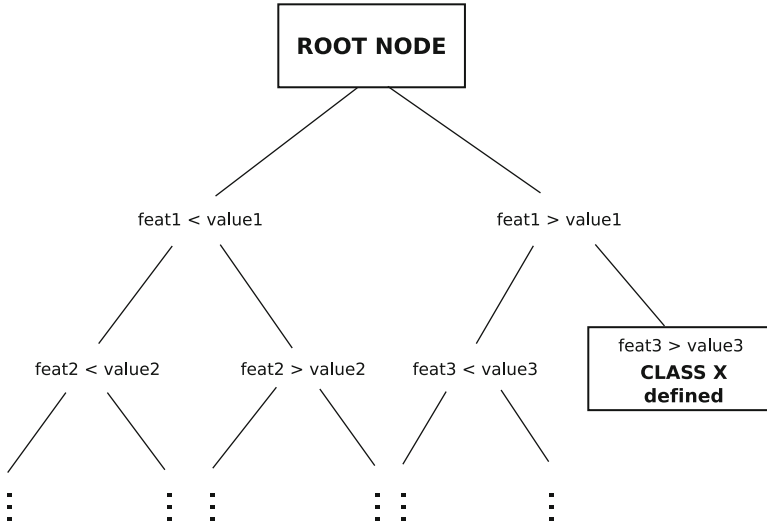 ROOT NODE
feat1 < value1
feat1 > value1
feat2 < value2
feat2 > value2
feat3 < value3
feat3 > value3
CLASS X
defined